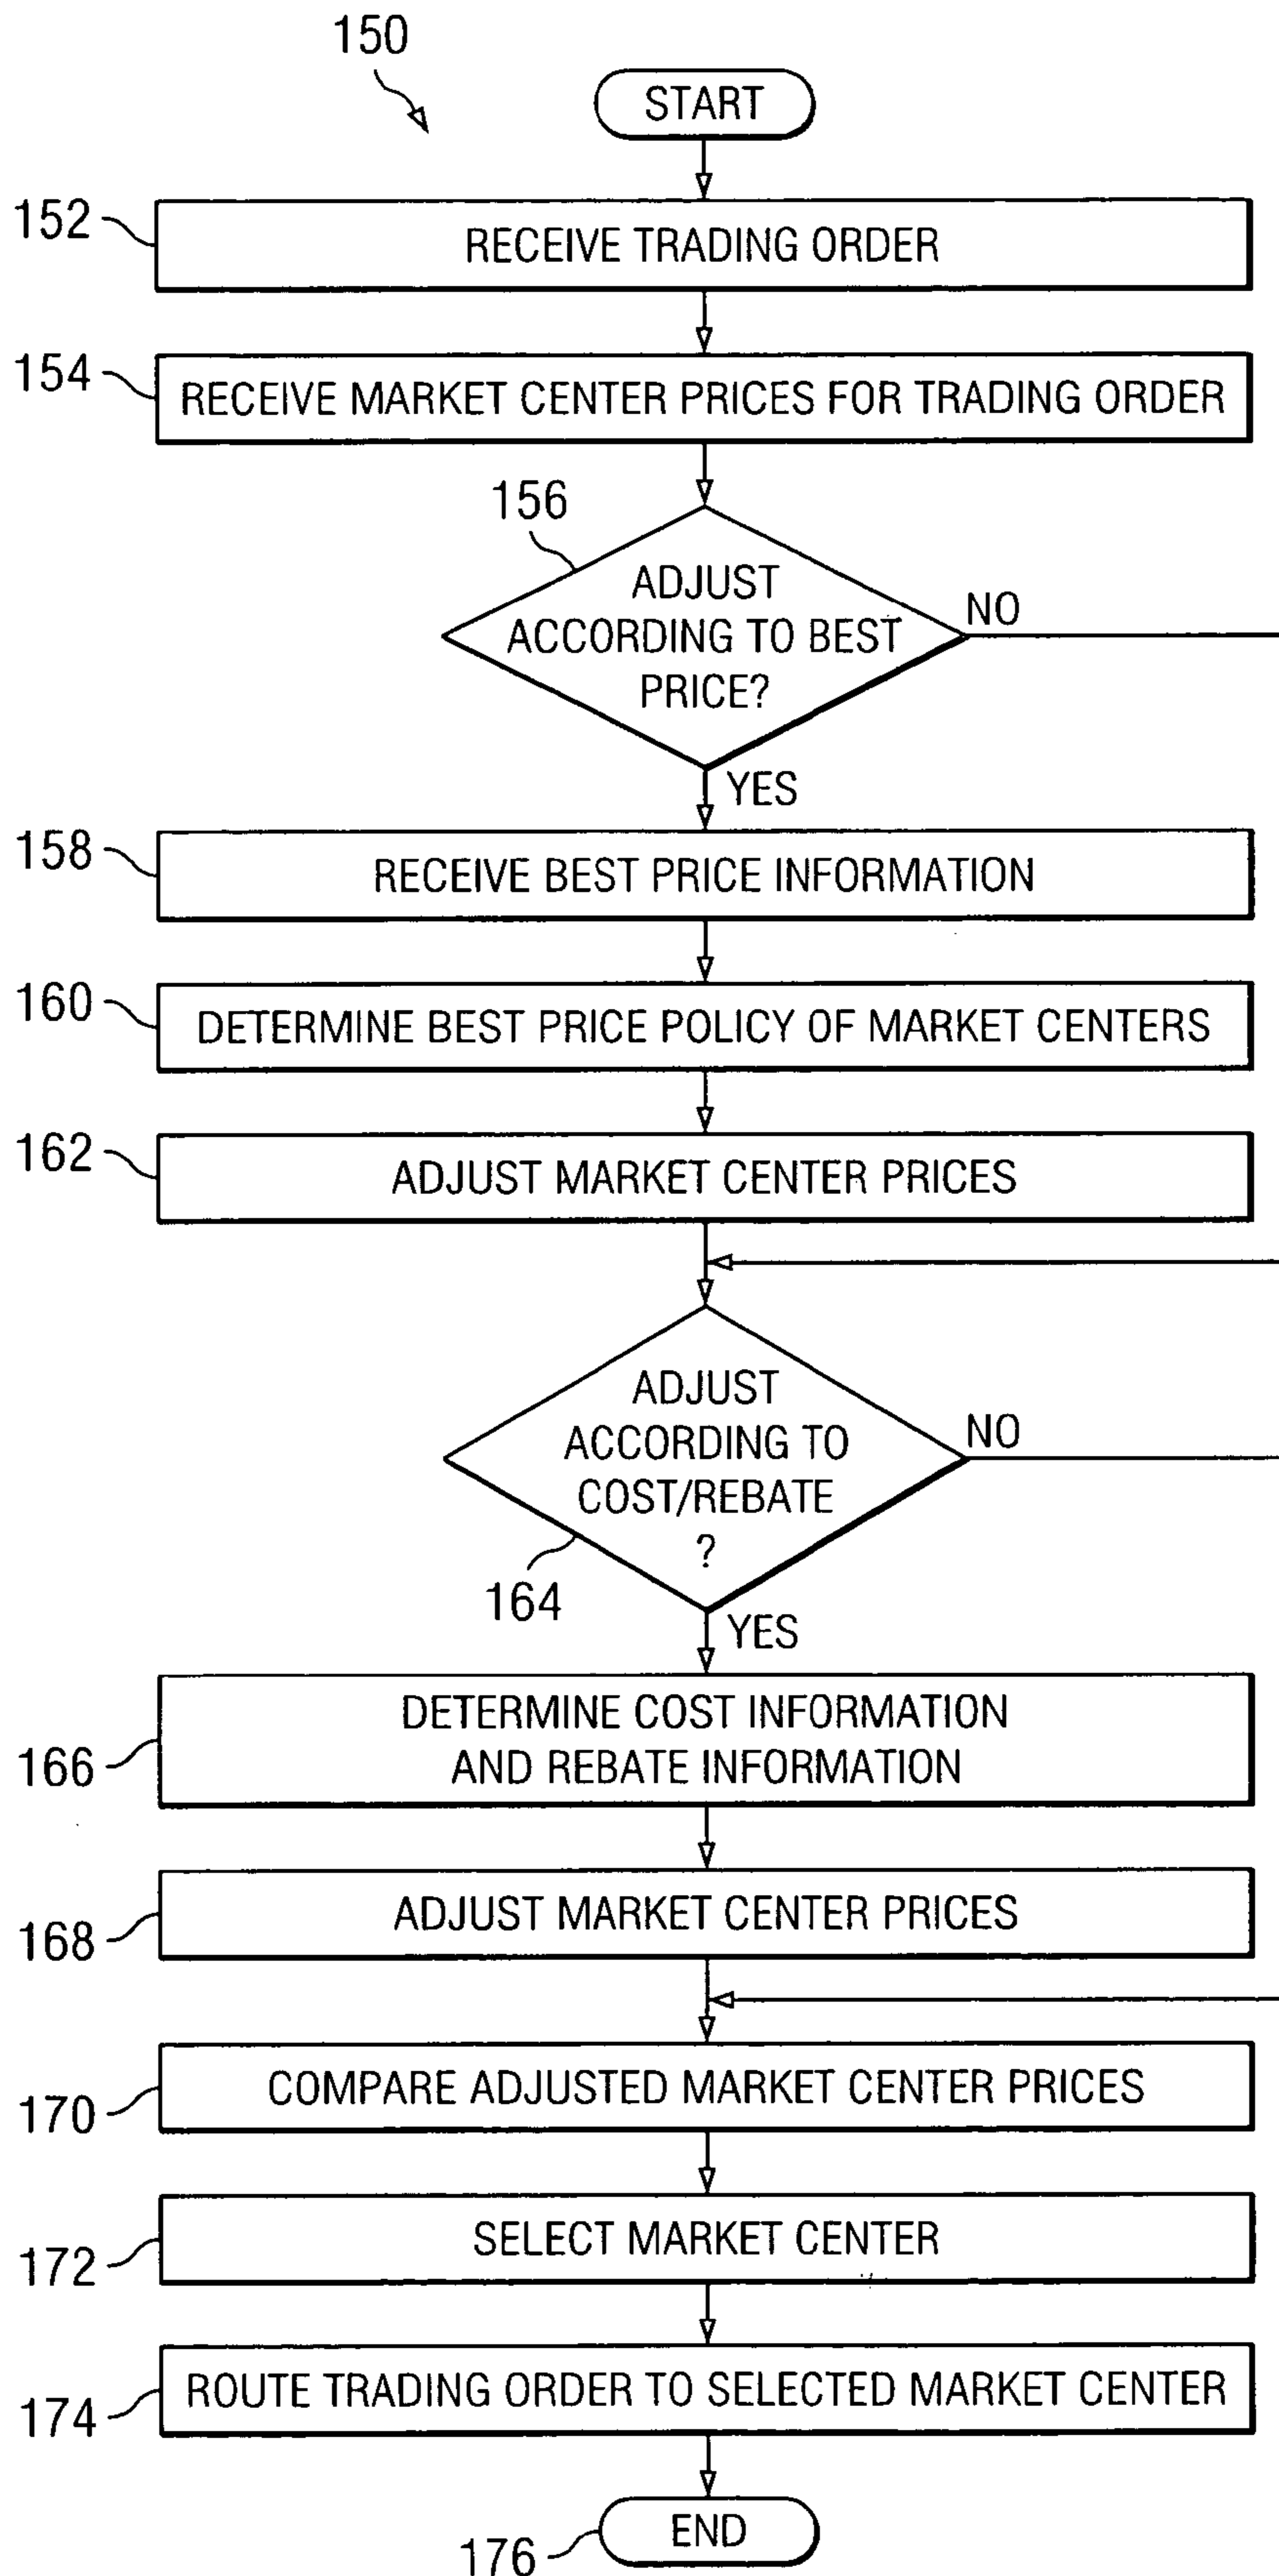 150
START
152
RECEIVE TRADING ORDER
154
RECEIVE MARKET CENTER PRICES FOR TRADING ORDER
156
ADJUST
ACCORDING TO BEST
PRICE?
NO
YES
158
RECEIVE BEST PRICE INFORMATION
160
DETERMINE BEST PRICE POLICY OF MARKET CENTERS
162
ADJUST MARKET CENTER PRICES
ADJUST
ACCORDING TO
COST/REBATE
?
NO
164
YES
DETERMINE COST INFORMATION
AND REBATE INFORMATION
166
ADJUST MARKET CENTER PRICES
168
COMPARE ADJUSTED MARKET CENTER PRICES
170
SELECT MARKET CENTER
172
ROUTE TRADING ORDER TO SELECTED MARKET CENTER
174
END
176